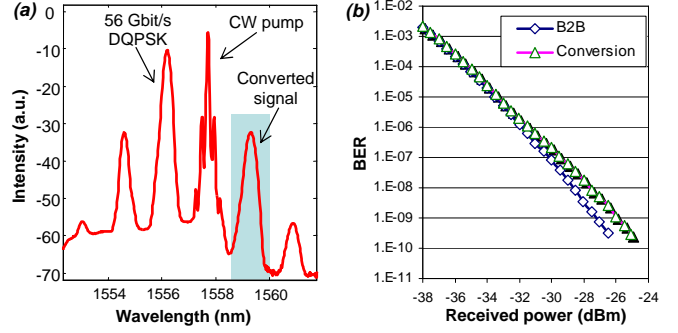 (a)
0
-10
-20
-30
-40
-50
-60
-70
Intensity (a.u.)
56 Gbit/s
DQPSK
CW pump
Converted
signal
1554
1556
1558
1560
Wavelength (nm)
(b)
1.E-02
1.E-03
1.E-04
1.E-05
1.E-06
1.E-07
1.E-08
1.E-09
1.E-10
1.E-11
BER
B2B
Conversion
-38
-36
-34
-32
-30
-28
-26
-24
Received power (dBm)